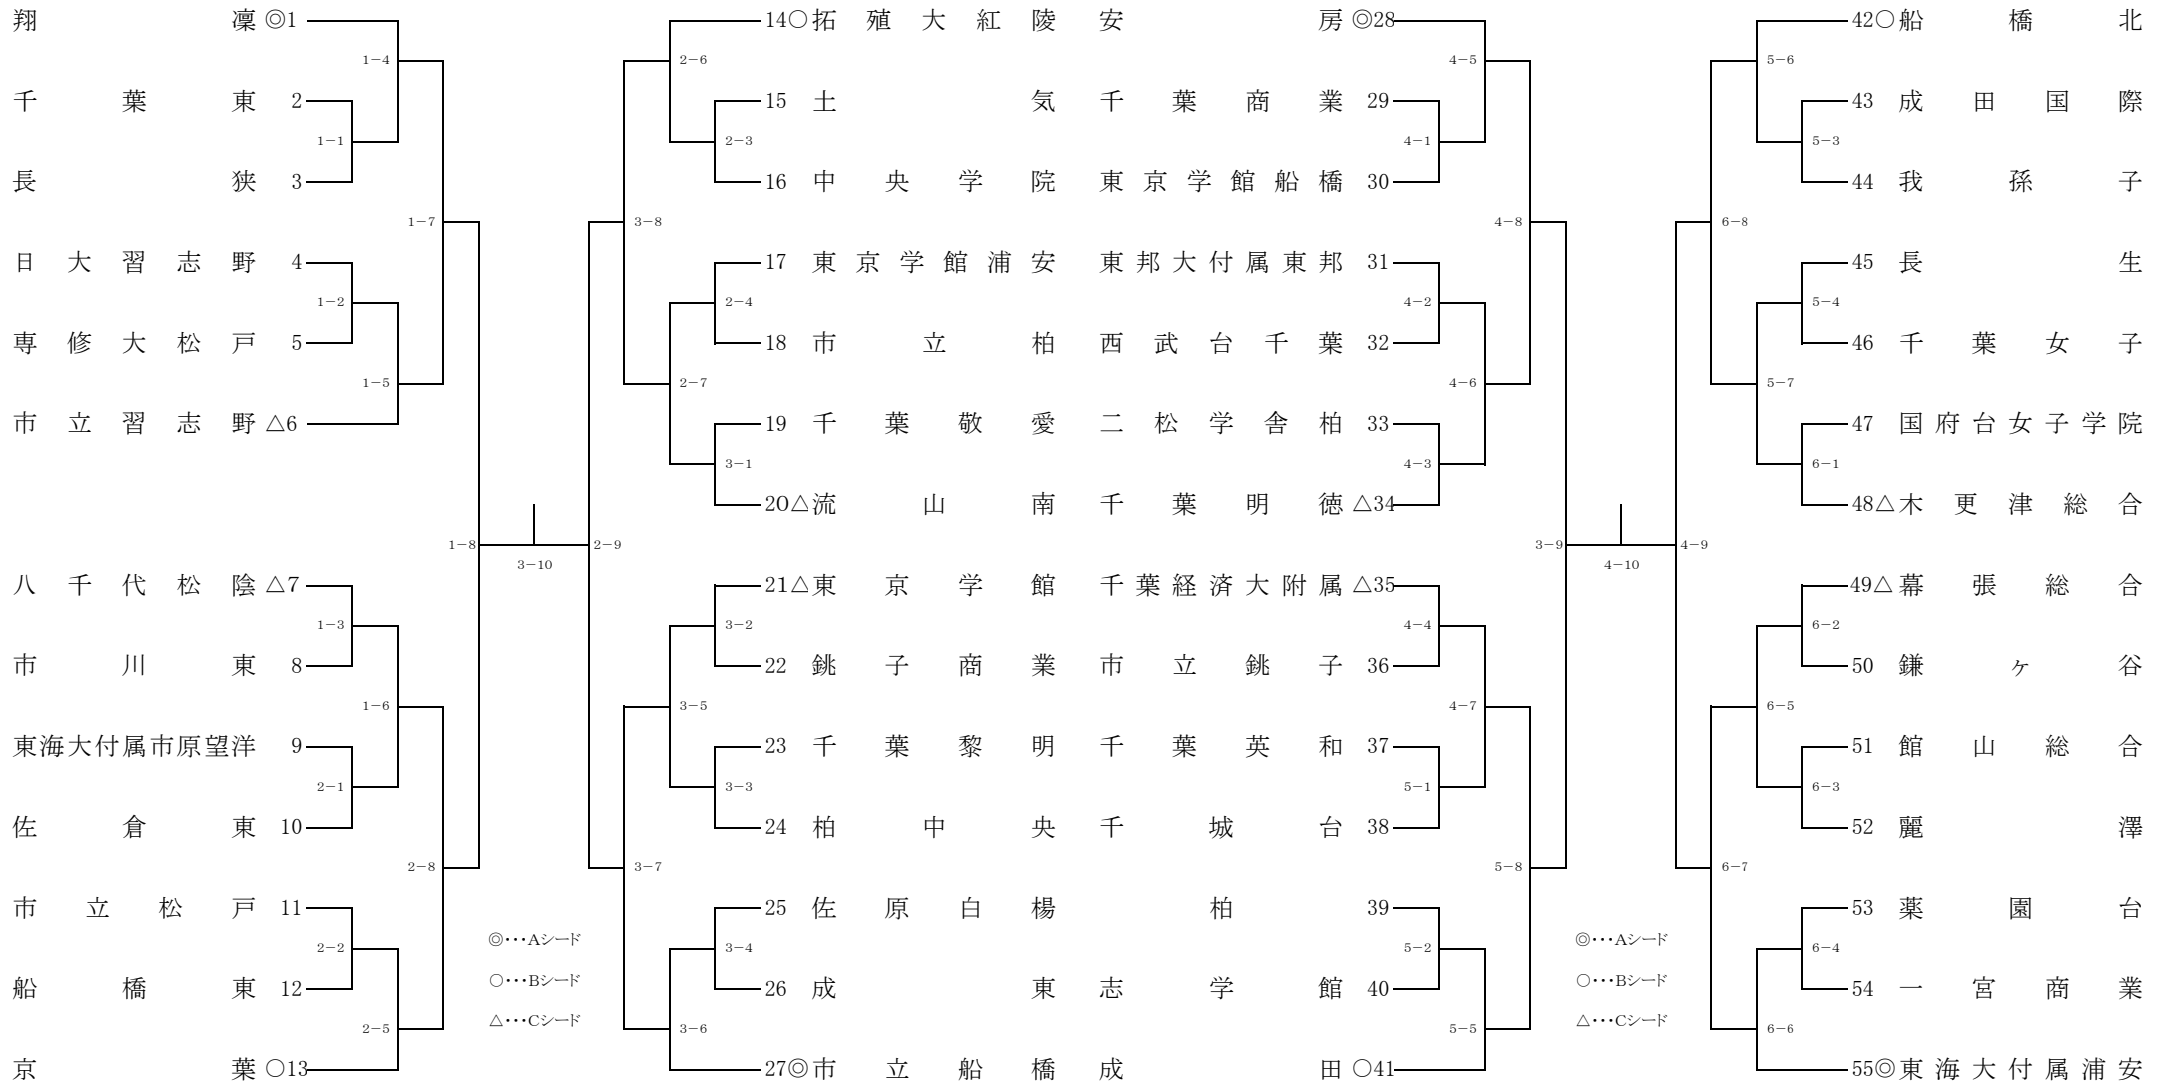 翔凜 ◎1
1-4
千葉東 2
1-1
長狭 3
1-7
日大習志野 4
1-2
専修大松戸 5
1-5
市立習志野 △6
1-8
八千代松陰 △7
1-3
市川東 8
1-6
東海大付属市原望洋 9
2-1
佐倉東 10
2-8
市立松戸 11
2-2
船橋東 12
2-5
京葉 ○13
3-10
◎・・・Aシード
○・・・Bシード
△・・・Cシード
14○ 拓殖大紅陵
2-6
15 土気
2-3
16 中央学院
3-8
17 東京学館浦安
2-4
18 市立柏
2-7
19 千葉敬愛
3-1
20△ 流山南
2-9
21△ 東京学館
3-2
22 銚子商業
3-5
23 千葉黎明
3-3
24 柏中央
3-7
25 佐原白楊
3-4
26 成東
3-6
27◎ 市立船橋
安房 ◎28
4-5
千葉商業 29
4-1
東京学館船橋 30
4-8
東邦大付属東邦 31
4-2
西武台千葉 32
4-6
二松学舎柏 33
4-3
千葉明徳 △34
3-9
千葉経済大附属 △35
4-4
市立銚子 36
4-7
千葉英和 37
5-1
千城台 38
5-8
柏 39
5-2
志学館 40
5-5
成田 ○41
4-10
◎・・・Aシード
○・・・Bシード
△・・・Cシード
42○ 船橋北
5-6
43 成田国際
5-3
44 我孫子
6-8
45 長生
5-4
46 千葉女子
5-7
47 国府台女子学院
6-1
48△ 木更津総合
4-9
49△ 幕張総合
6-2
50 鎌ヶ谷
6-5
51 館山総合
6-3
52 麗澤
6-7
53 薬園台
6-4
54 一宮商業
6-6
55◎ 東海大付属浦安